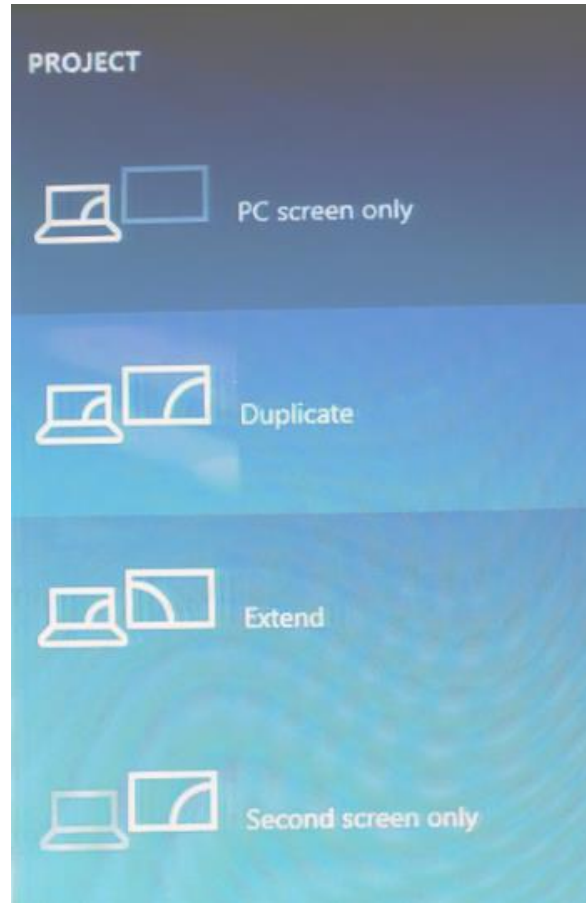 PROJECT
PC screen only
Duplicate
Extend
Second screen only